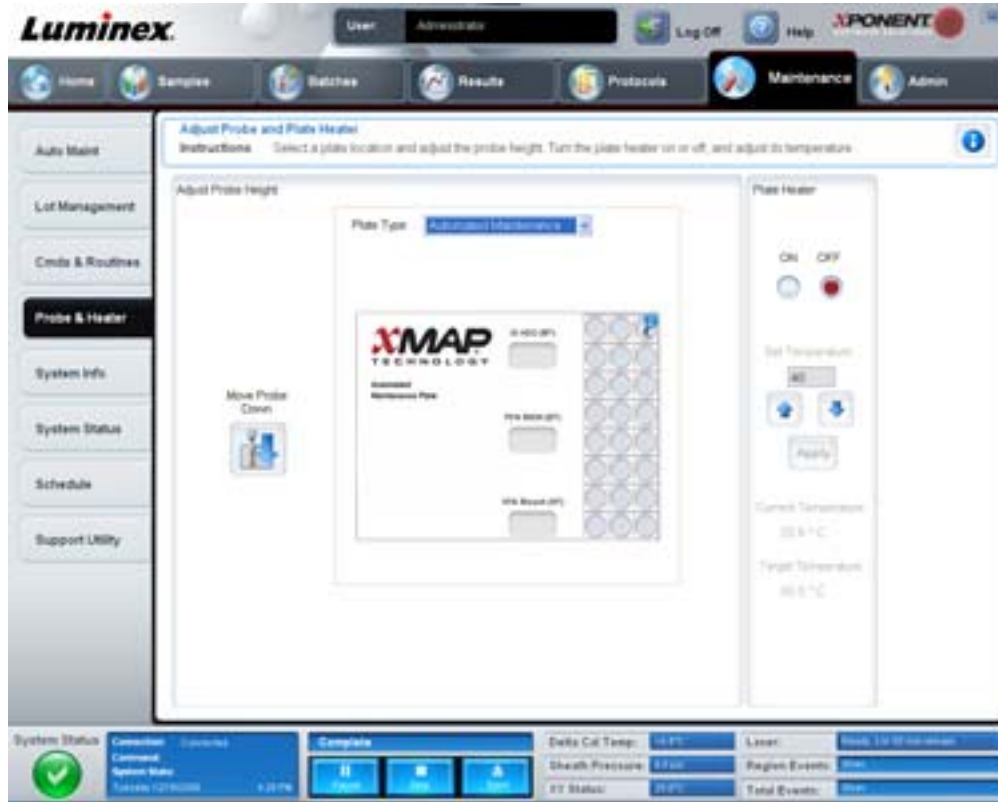 Luminex.
User: Administrator
Log Off
Help
XPONENT
Home
Samples
Batches
Results
Protocols
Maintenance
Admin
Auto Maint
Lot Management
Cmds & Routines
Probe & Heater
System Info
System Status
Schedule
Support Utility
Adjust Probe and Plate Heater
Instructions Select a plate location and adjust the probe height. Turn the plate heater on or off, and adjust its temperature.
Adjust Probe Height
Plate Type Automated Maintenance
Move Probe Down
XMAP
TECHNOLOGY
Automated
Maintenance Plate
Plate Heater
ON OFF
Set Temperature
40
Apply
Current Temperature
Target Temperature
System Status
Connection: Connected
Command:
System State:
Complete
Pause
Stop
Eject
Delta Cal Temp:
Sheath Pressure:
XY Status:
Laser:
Region Events:
Total Events: